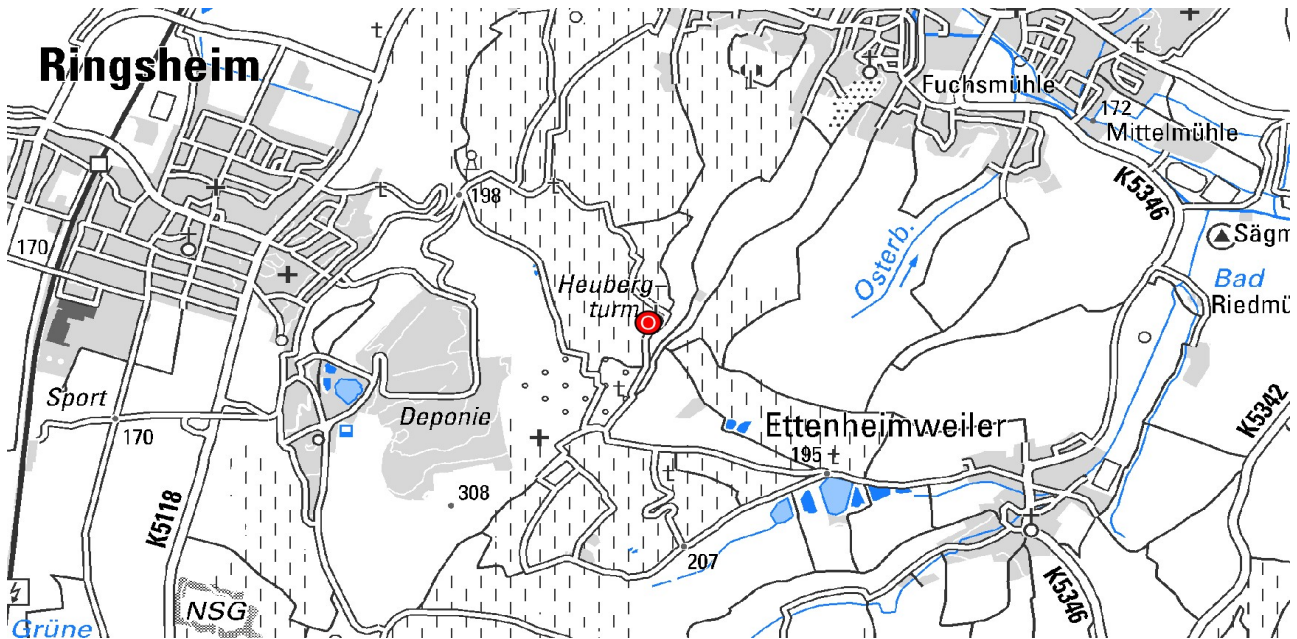 Ringsheim
Fuchsmühle
172
Mittelmühle
K5346
198
170
Sägm
Osterb.
Bad
Riedmü
Heuberg-
turm
Sport
170
Deponie
K5342
Ettenheimweiler
195
308
K5118
207
K5346
NSG
Grüne